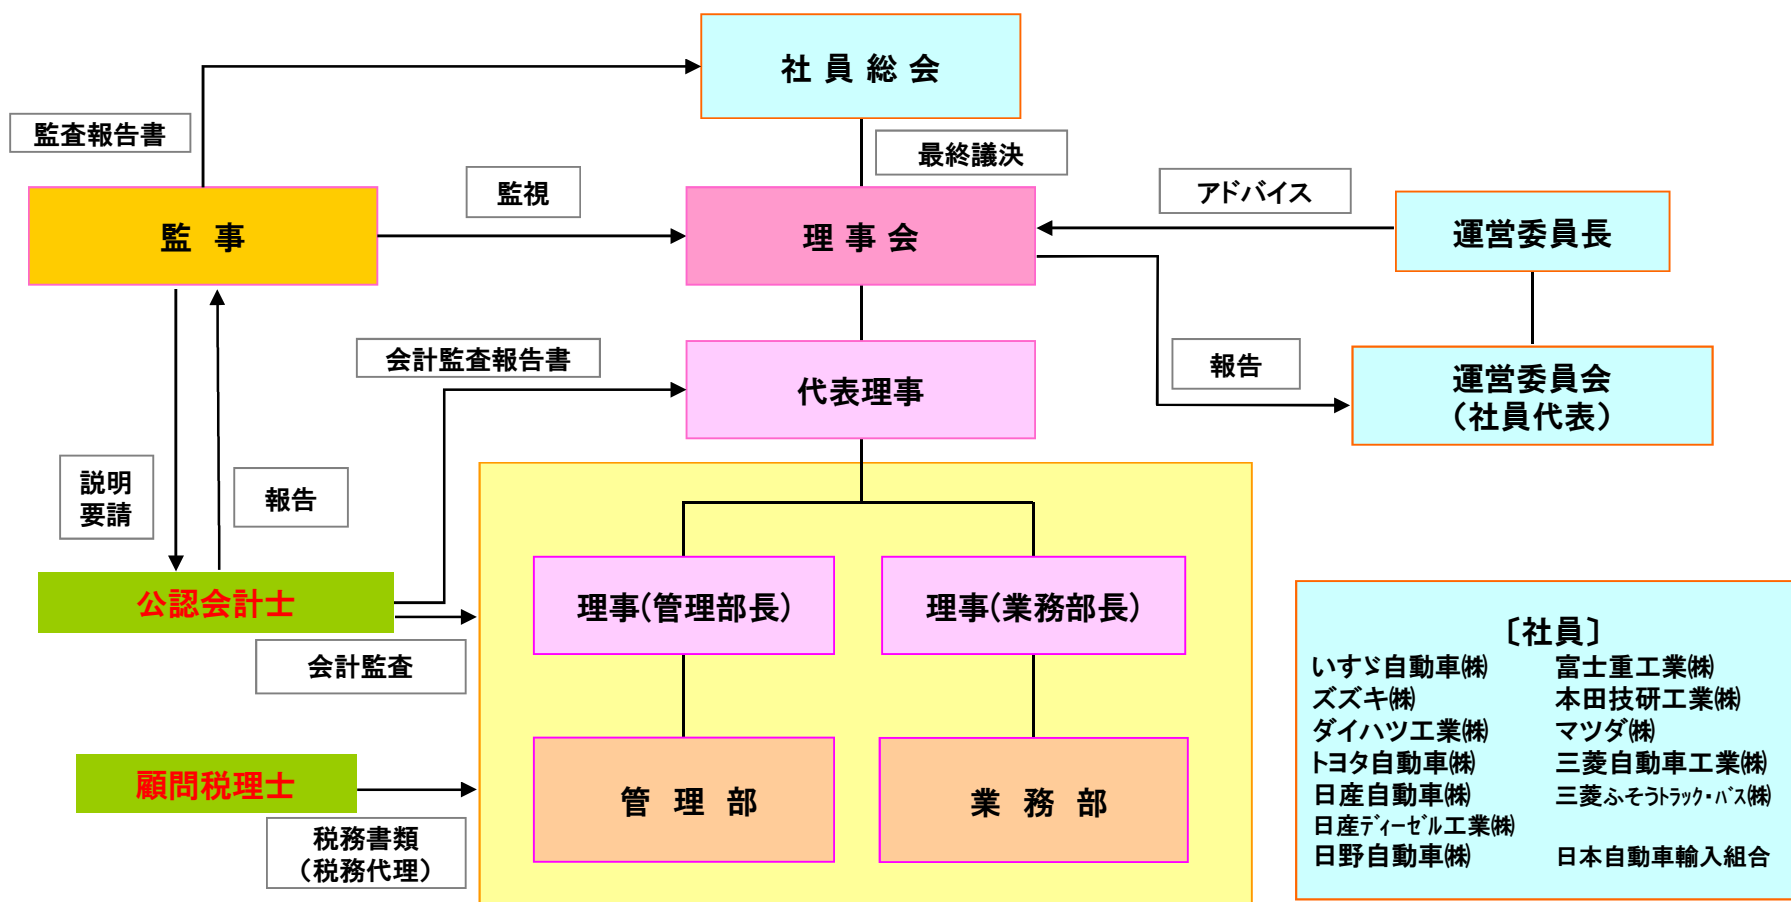 社員総会
監査報告書
最終議決
監視
アドバイス
監事
理事会
運営委員長
会計監査報告書
報告
代表理事
運営委員会
（社員代表）
説明
要請
報告
公認会計士
理事(管理部長)
理事(業務部長)
会計監査
顧問税理士
管理部
業務部
税務書類
（税務代理）
〔社員〕
いすゞ自動車㈱ 富士重工業㈱
ズズキ㈱ 本田技研工業㈱
ダイハツ工業㈱ マツダ㈱
トヨタ自動車㈱ 三菱自動車工業㈱
日産自動車㈱ 三菱ふそうﾄﾗｯｸ･ﾊﾞｽ㈱
日産ﾃﾞｨｰｾﾞﾙ工業㈱
日野自動車㈱ 日本自動車輸入組合